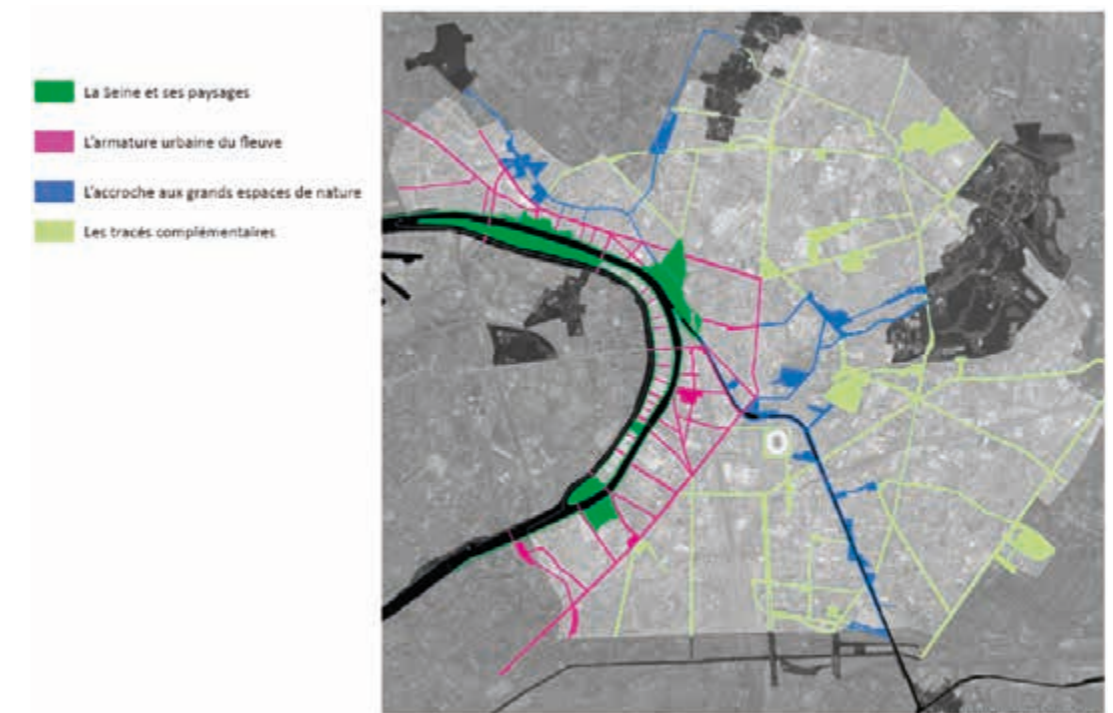 La Seine et ses paysages
L'armature urbaine du fleuve
L'accroche aux grands espaces de nature
Les tracés complémentaires